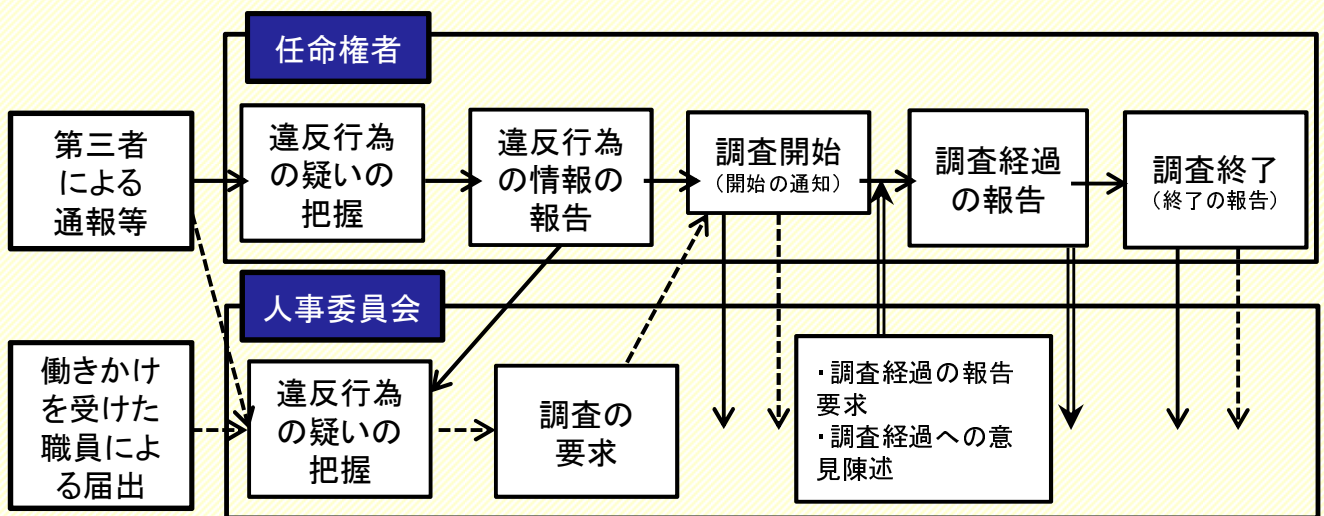 任命権者
第三者
による
通報等
違反行為
の疑いの
把握
違反行為
の情報の
報告
調査開始
（開始の通知）
調査経過
の報告
調査終了
（終了の報告）
人事委員会
働きかけ
を受けた
職員によ
る届出
違反行為
の疑いの
把握
調査の
要求
・調査経過の報告
要求
・調査経過への意
見陳述